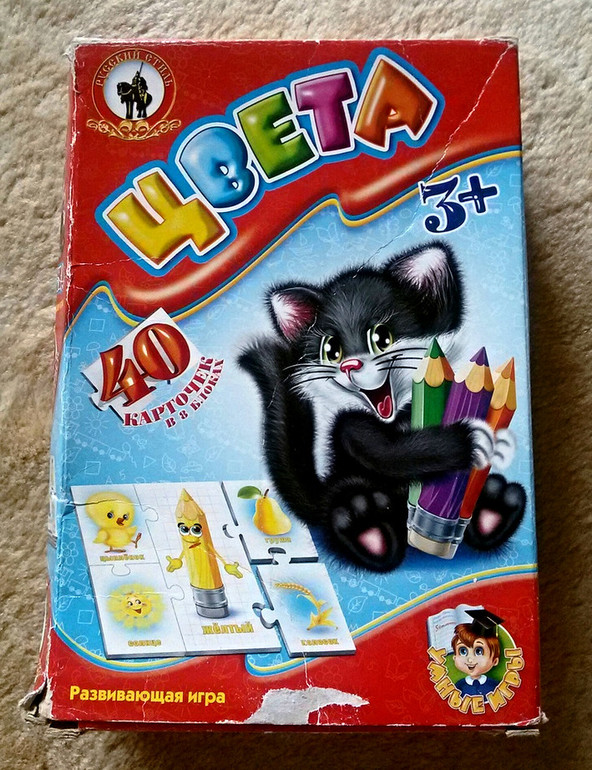 РУССКИЙ СТИЛЬ
ЦВЕТА
3+
40
КАРТОЧЕК
В 8 БЛОКАХ
цыплёнок
груша
солнце
жёлтый
колосок
Развивающая игра
УМНЫЕ ИГРЫ